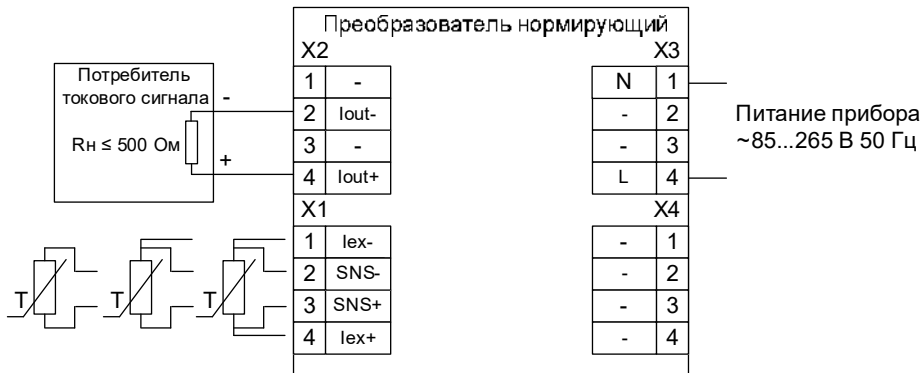 Преобразователь нормирующий
X2
X3
Потребитель
токового сигнала
Rн ≤ 500 Ом
-
+
1 -
2 Iout-
3 -
4 Iout+
N 1
- 2
- 3
L 4
Питание прибора
~85...265 В 50 Гц
X1
X4
T
T
T
1 Iex-
2 SNS-
3 SNS+
4 Iex+
- 1
- 2
- 3
- 4